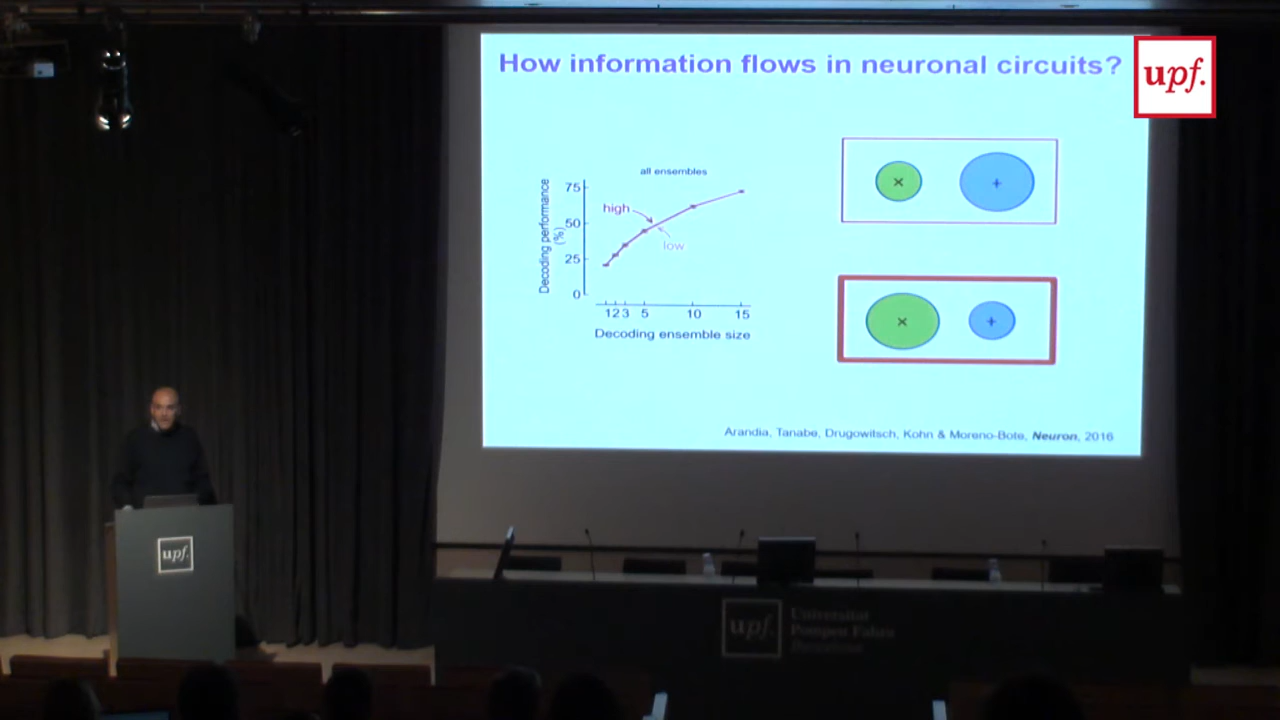 How information flows in neuronal circuits?
upf.
all ensembles
Decoding performance
(%)
75
50
25
0
high
low
1 2 3 5 10 15
Decoding ensemble size
×
+
×
+
Arandia, Tanabe, Drugowitsch, Kohn & Moreno-Bote, Neuron, 2016
upf.
upf.
Universitat
Pompeu Fabra
Barcelona